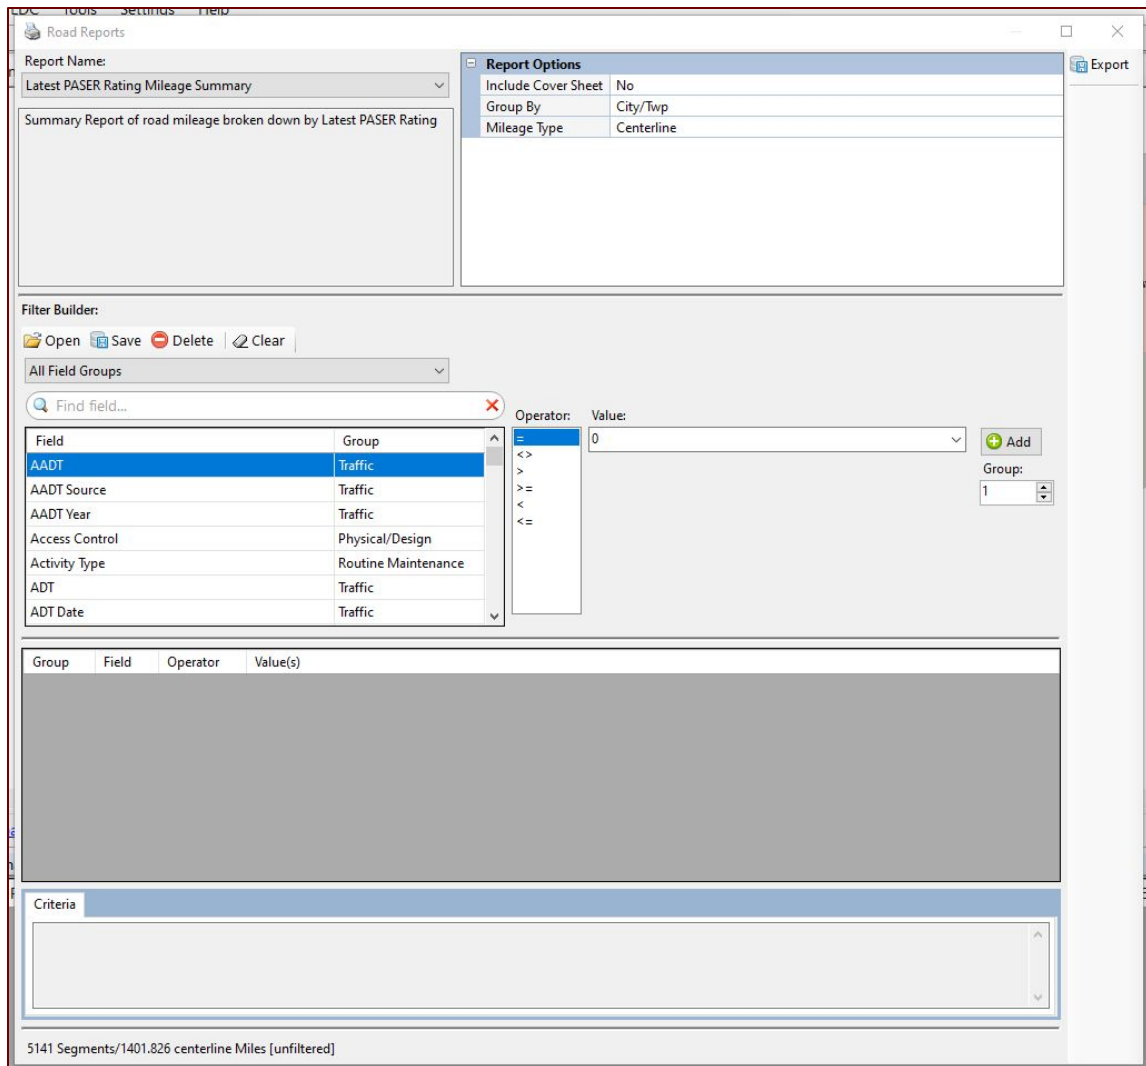 Tools Settings Help
Road Reports
Report Name:
Latest PASER Rating Mileage Summary
Summary Report of road mileage broken down by Latest PASER Rating
Report Options
Include Cover Sheet No
Group By City/Twp
Mileage Type Centerline
Export
Filter Builder:
Open Save Delete Clear
All Field Groups
Find field...
Operator: Value:
Field Group
AADT Traffic
AADT Source Traffic
AADT Year Traffic
Access Control Physical/Design
Activity Type Routine Maintenance
ADT Traffic
ADT Date Traffic
=
<>
>
>=
<
<=
0
Add
Group:
1
Group Field Operator Value(s)
Criteria
5141 Segments/1401.826 centerline Miles [unfiltered]